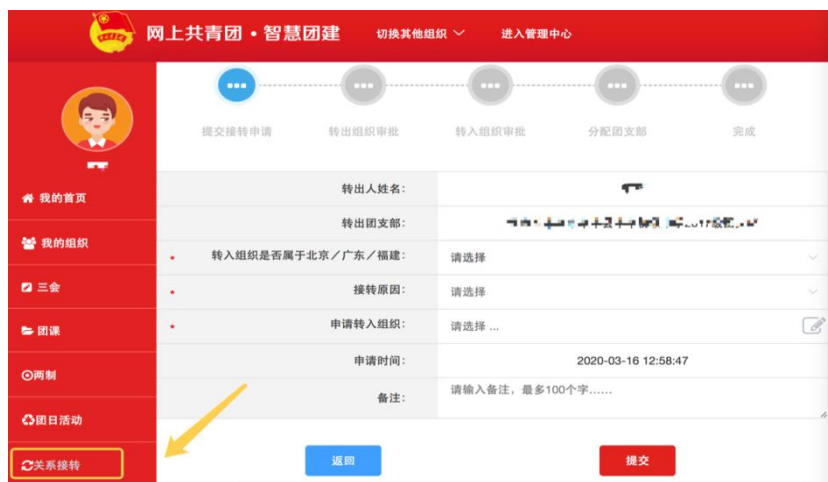 网上共青团·智慧团建 切换其他组织 进入管理中心
提交接转申请 转出组织审批 转入组织审批 分配团支部 完成
我的首页
我的组织
三会
团课
两制
团日活动
关系接转
转出人姓名:
转出团支部:
* 转入组织是否属于北京/广东/福建: 请选择
* 接转原因: 请选择
* 申请转入组织: 请选择 ...
申请时间: 2020-03-16 12:58:47
备注: 请输入备注，最多100个字......
返回 提交